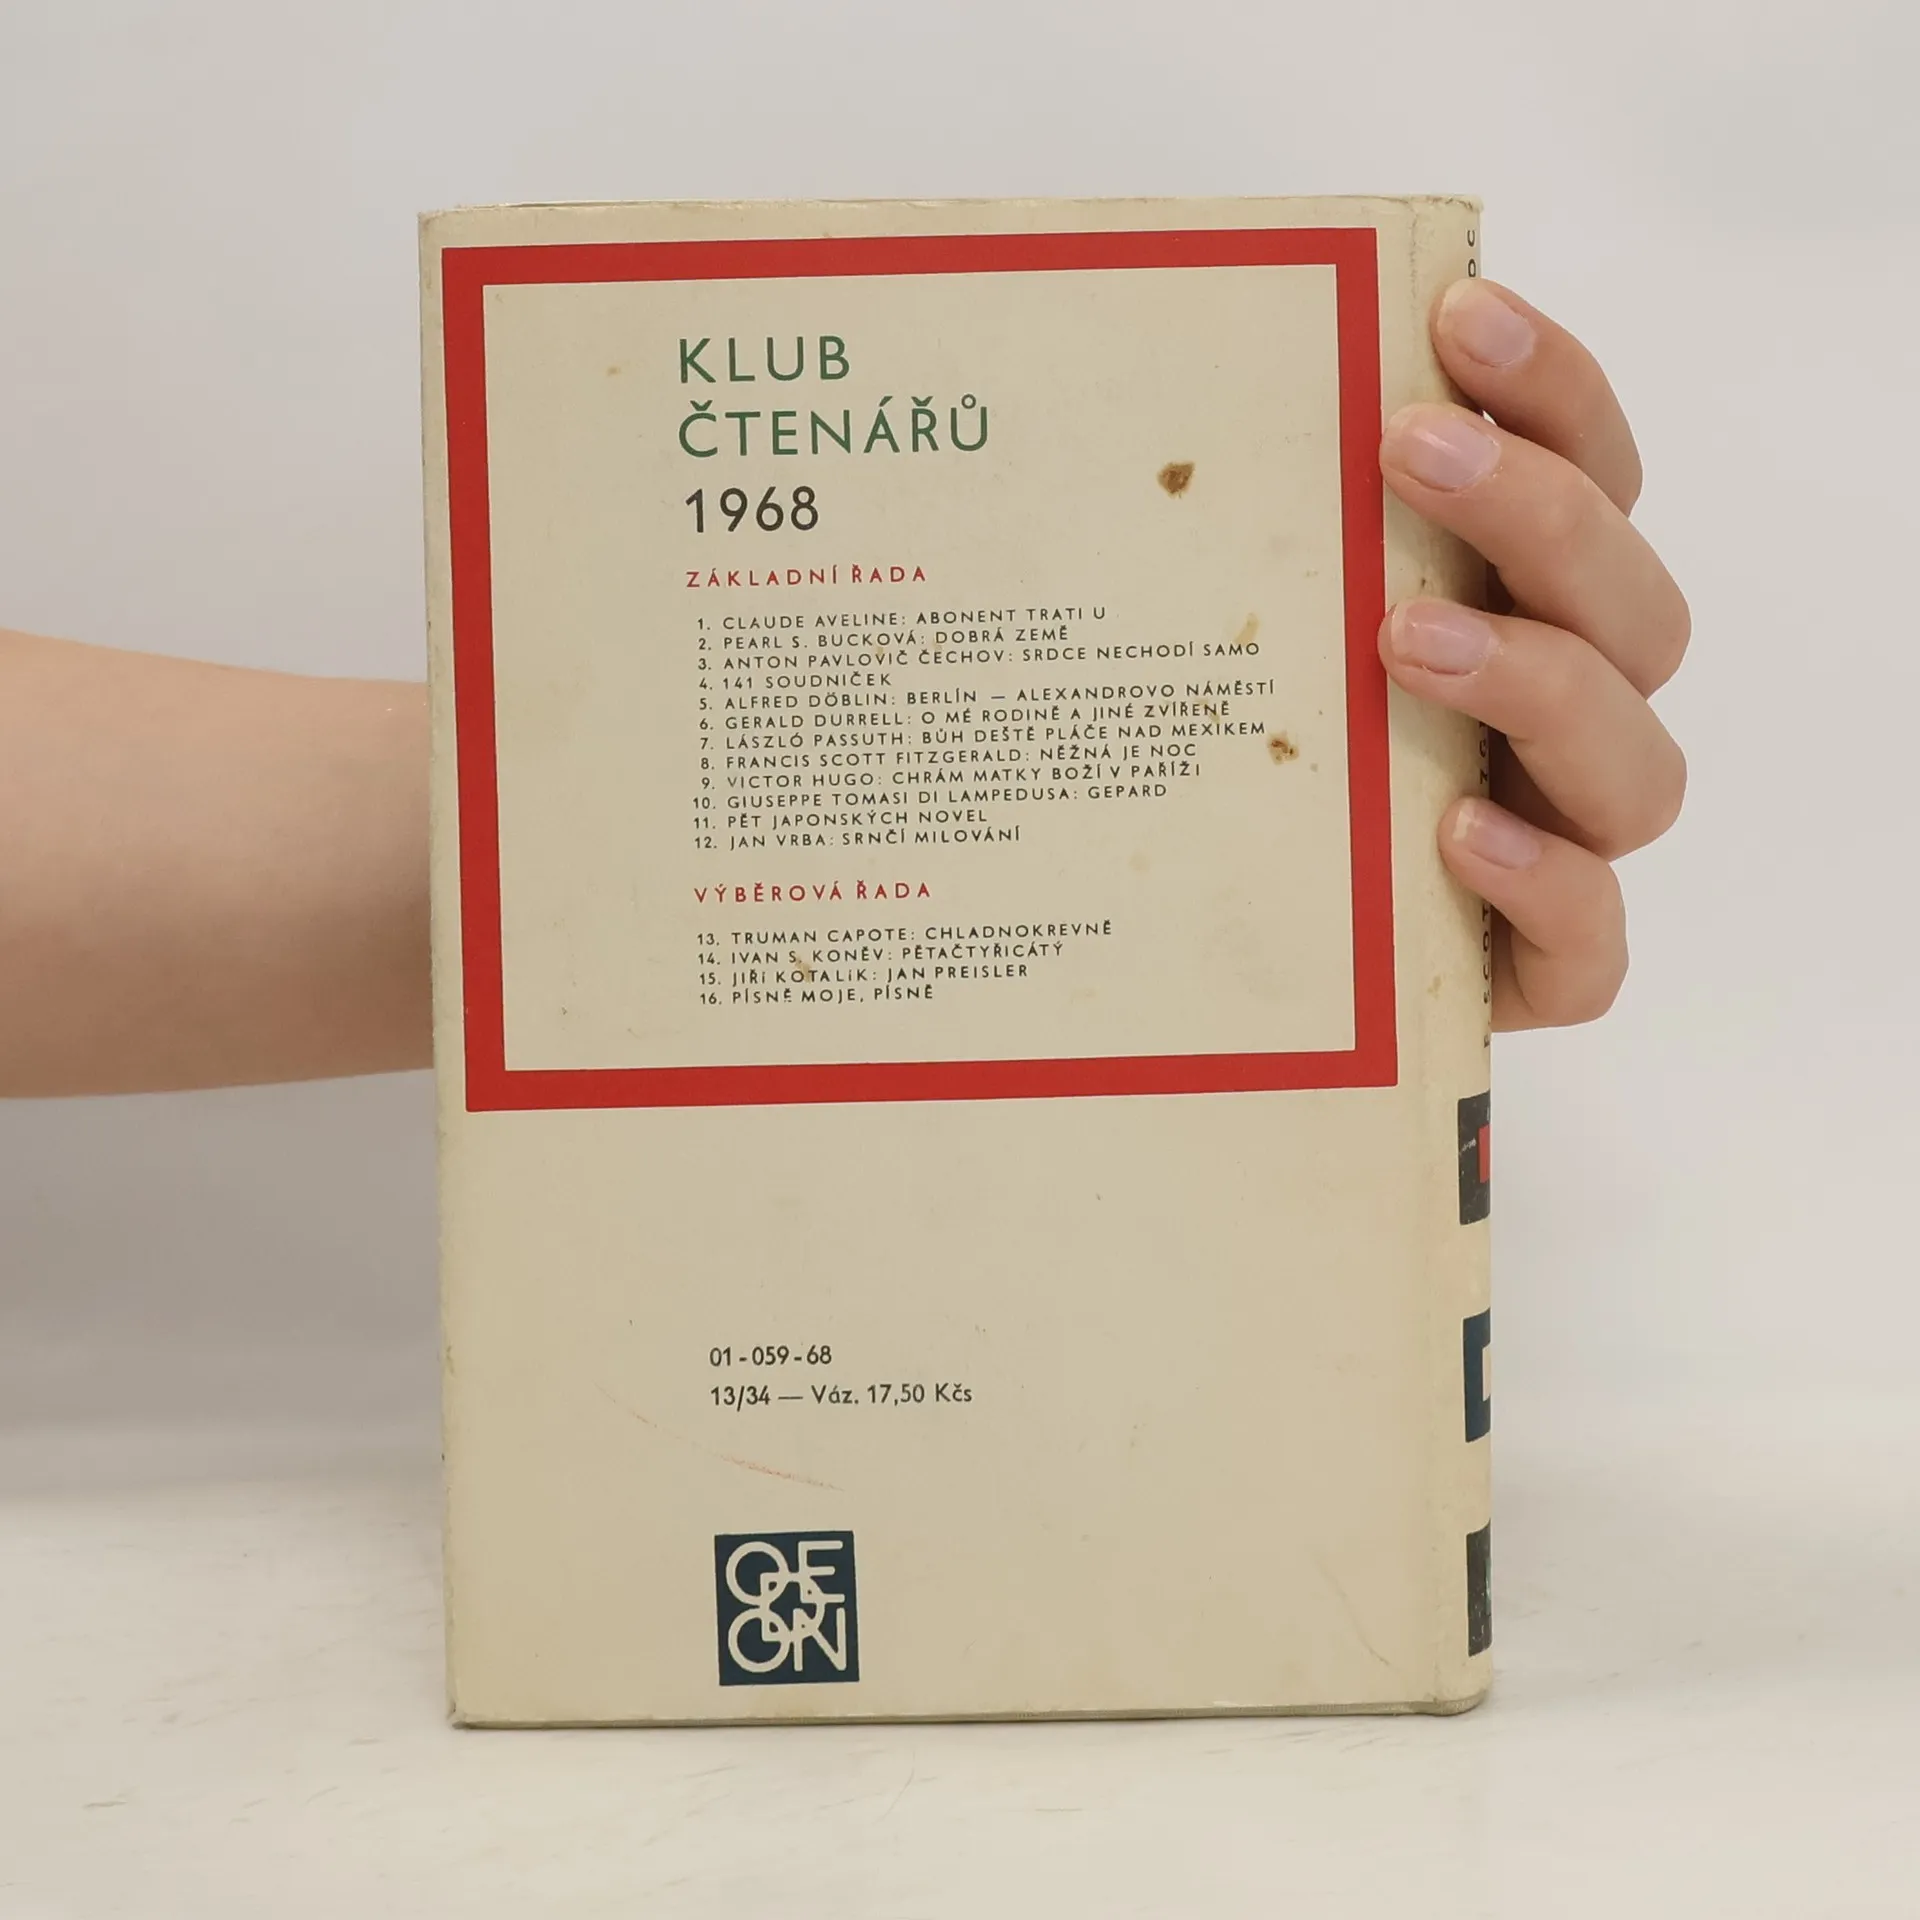 KLUB
ČTENÁŘŮ
1968
ZÁKLADNÍ ŘADA
1. CLAUDE AVELINE: ABONENT TRATI U
2. PEARL S. BUCKOVÁ: DOBRÁ ZEMĚ
3. ANTON PAVLOVIČ ČECHOV: SRDCE NECHODÍ SAMO
4. 141 SOUDNIČEK
5. ALFRED DÖBLIN: BERLÍN — ALEXANDROVO NÁMĚSTÍ
6. GERALD DURRELL: O MÉ RODINĚ A JINÉ ZVÍŘENĚ
7. LÁSZLÓ PASSUTH: BŮH DEŠTĚ PLÁČE NAD MEXIKEM
8. FRANCIS SCOTT FITZGERALD: NĚŽNÁ JE NOC
9. VICTOR HUGO: CHRÁM MATKY BOŽÍ V PAŘÍŽI
10. GIUSEPPE TOMASI DI LAMPEDUSA: GEPARD
11. PĚT JAPONSKÝCH NOVEL
12. JAN VRBA: SRNČÍ MILOVÁNÍ
VÝBĚROVÁ ŘADA
13. TRUMAN CAPOTE: CHLADNOKREVNĚ
14. IVAN S. KONĚV: PĚTAČTYŘICÁTÝ
15. JIŘÍ KOTALÍK: JAN PREISLER
16. PÍSNĚ MOJE, PÍSNĚ
01-059-68
13/34 — Váz. 17,50 Kčs
ODEON